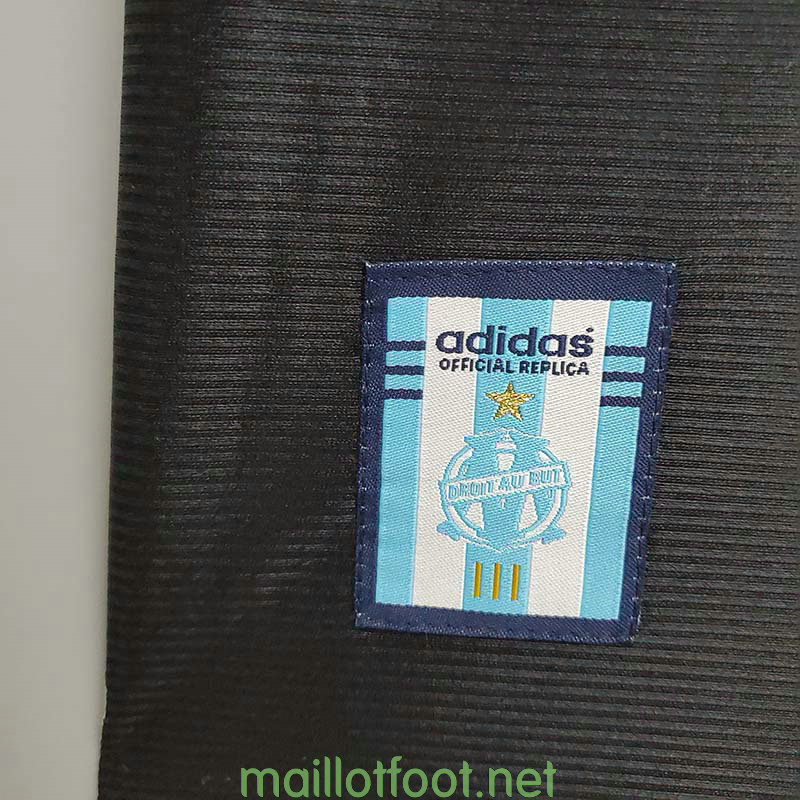 adidas
OFFICIAL REPLICA
DROIT AU BUT
maillotfoot.net